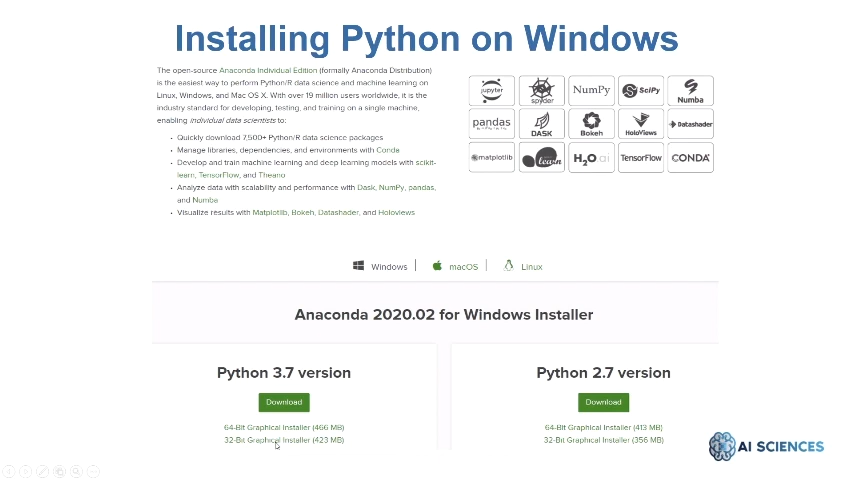 Installing Python on Windows
The open-source Anaconda Individual Edition (formally Anaconda Distribution)
is the easiest way to perform Python/R data science and machine learning on
Linux, Windows, and Mac OS X. With over 19 million users worldwide, it is the
industry standard for developing, testing, and training on a single machine,
enabling individual data scientists to:
• Quickly download 7,500+ Python/R data science packages
• Manage libraries, dependencies, and environments with Conda
• Develop and train machine learning and deep learning models with scikit-
learn, TensorFlow, and Theano
• Analyze data with scalability and performance with Dask, NumPy, pandas,
and Numba
• Visualize results with Matplotlib, Bokeh, Datashader, and Holoviews
jupyter
spyder
NumPy
SciPy
Numba
pandas
DASK
Bokeh
HoloViews
Datashader
matplotlib
learn
H2O.ai
TensorFlow
CONDA
Windows
macOS
Linux
Anaconda 2020.02 for Windows Installer
Python 3.7 version
Download
64-Bit Graphical Installer (466 MB)
32-Bit Graphical Installer (423 MB)
Python 2.7 version
Download
64-Bit Graphical Installer (413 MB)
32-Bit Graphical Installer (356 MB)
AI SCIENCES